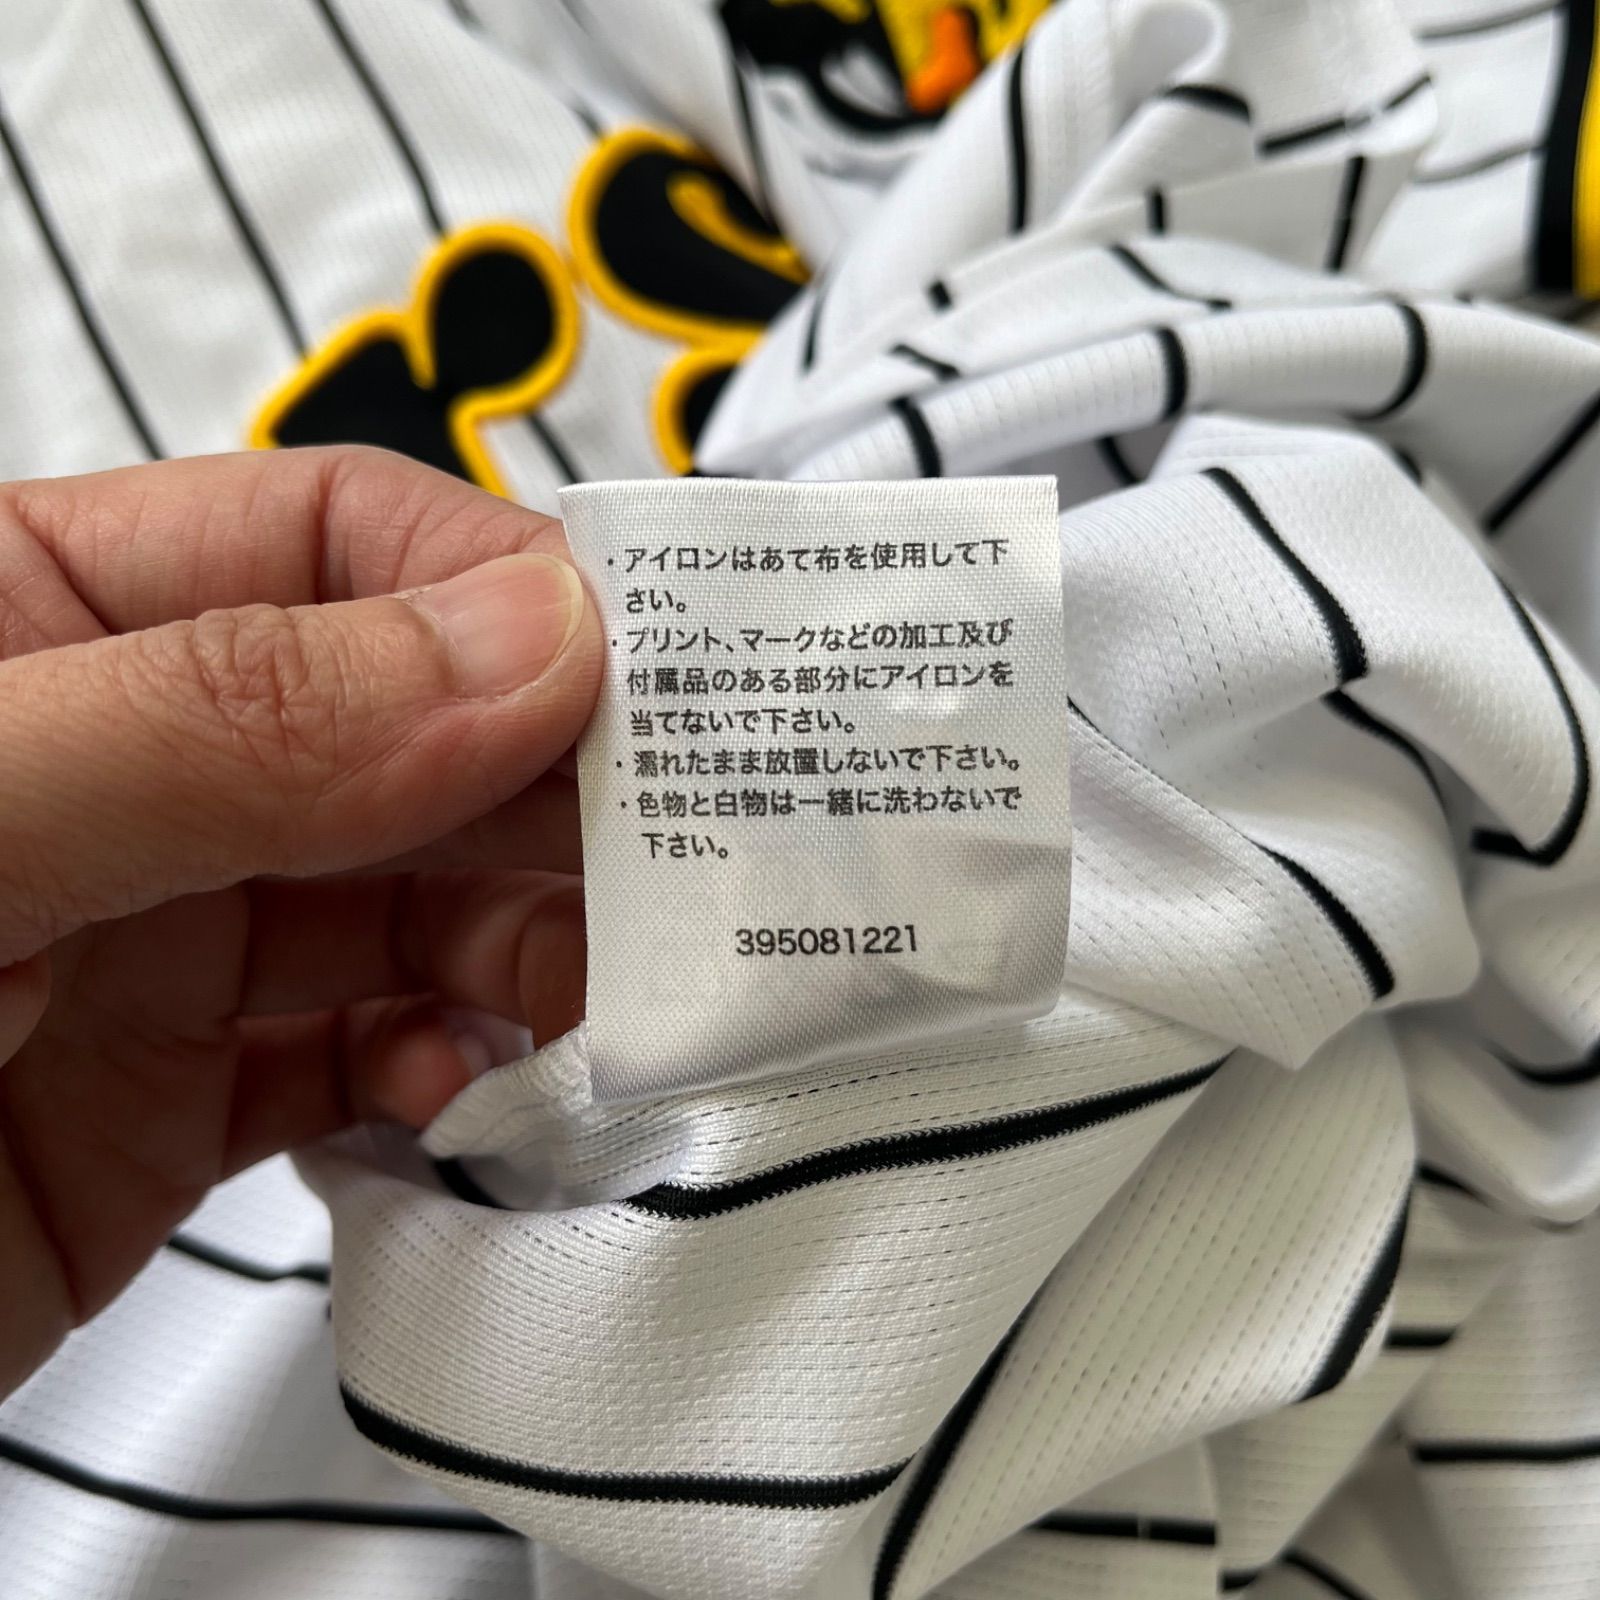 ・アイロンはあて布を使用して下
さい。
・プリント、マークなどの加工及び
付属品のある部分にアイロンを
当てないで下さい。
・濡れたまま放置しないで下さい。
・色物と白物は一緒に洗わないで
下さい。
395081221